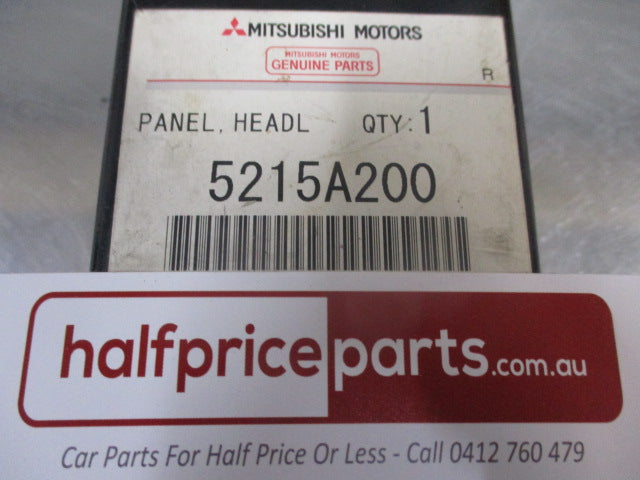 MITSUBISHI MOTORS
MITSUBISHI MOTORS
GENUINE PARTS
R
PANEL, HEADL QTY: 1
5215A200
halfpriceparts.com.au
Car Parts For Half Price Or Less - Call 0412 760 479